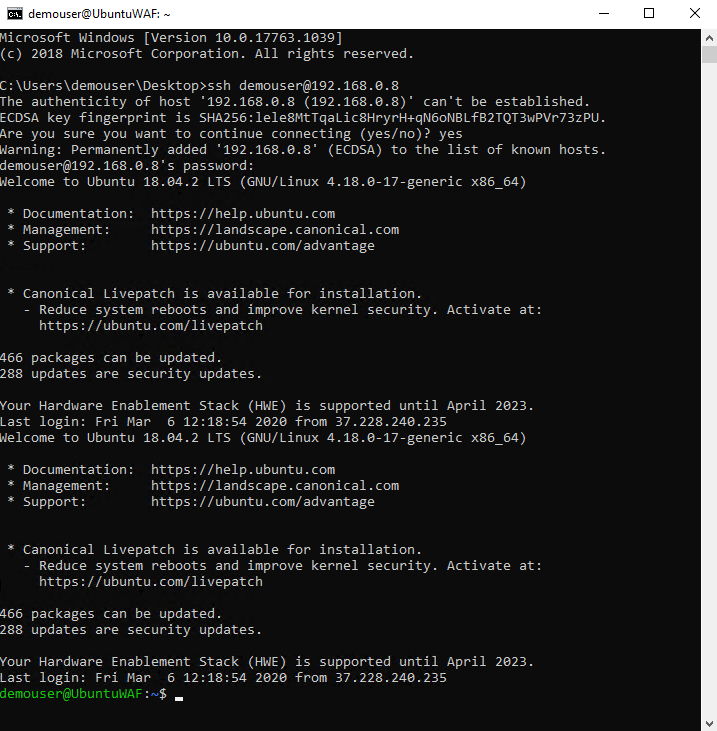 demouser@UbuntuWAF: ~
Microsoft Windows [Version 10.0.17763.1039]
(c) 2018 Microsoft Corporation. All rights reserved.
C:\Users\demouser\Desktop>ssh demouser@192.168.0.8
The authenticity of host '192.168.0.8 (192.168.0.8)' can't be established.
ECDSA key fingerprint is SHA256:lele8MtTqaLic8HryrH+qN6oNBLfB2TQT3wPVr73zPU.
Are you sure you want to continue connecting (yes/no)? yes
Warning: Permanently added '192.168.0.8' (ECDSA) to the list of known hosts.
demouser@192.168.0.8's password:
Welcome to Ubuntu 18.04.2 LTS (GNU/Linux 4.18.0-17-generic x86_64)
* Documentation:  https://help.ubuntu.com
* Management:     https://landscape.canonical.com
* Support:        https://ubuntu.com/advantage
* Canonical Livepatch is available for installation.
- Reduce system reboots and improve kernel security. Activate at:
https://ubuntu.com/livepatch
466 packages can be updated.
288 updates are security updates.
Your Hardware Enablement Stack (HWE) is supported until April 2023.
Last login: Fri Mar  6 12:18:54 2020 from 37.228.240.235
Welcome to Ubuntu 18.04.2 LTS (GNU/Linux 4.18.0-17-generic x86_64)
* Documentation:  https://help.ubuntu.com
* Management:     https://landscape.canonical.com
* Support:        https://ubuntu.com/advantage
* Canonical Livepatch is available for installation.
- Reduce system reboots and improve kernel security. Activate at:
https://ubuntu.com/livepatch
466 packages can be updated.
288 updates are security updates.
Your Hardware Enablement Stack (HWE) is supported until April 2023.
Last login: Fri Mar  6 12:18:54 2020 from 37.228.240.235
demouser@UbuntuWAF:~$